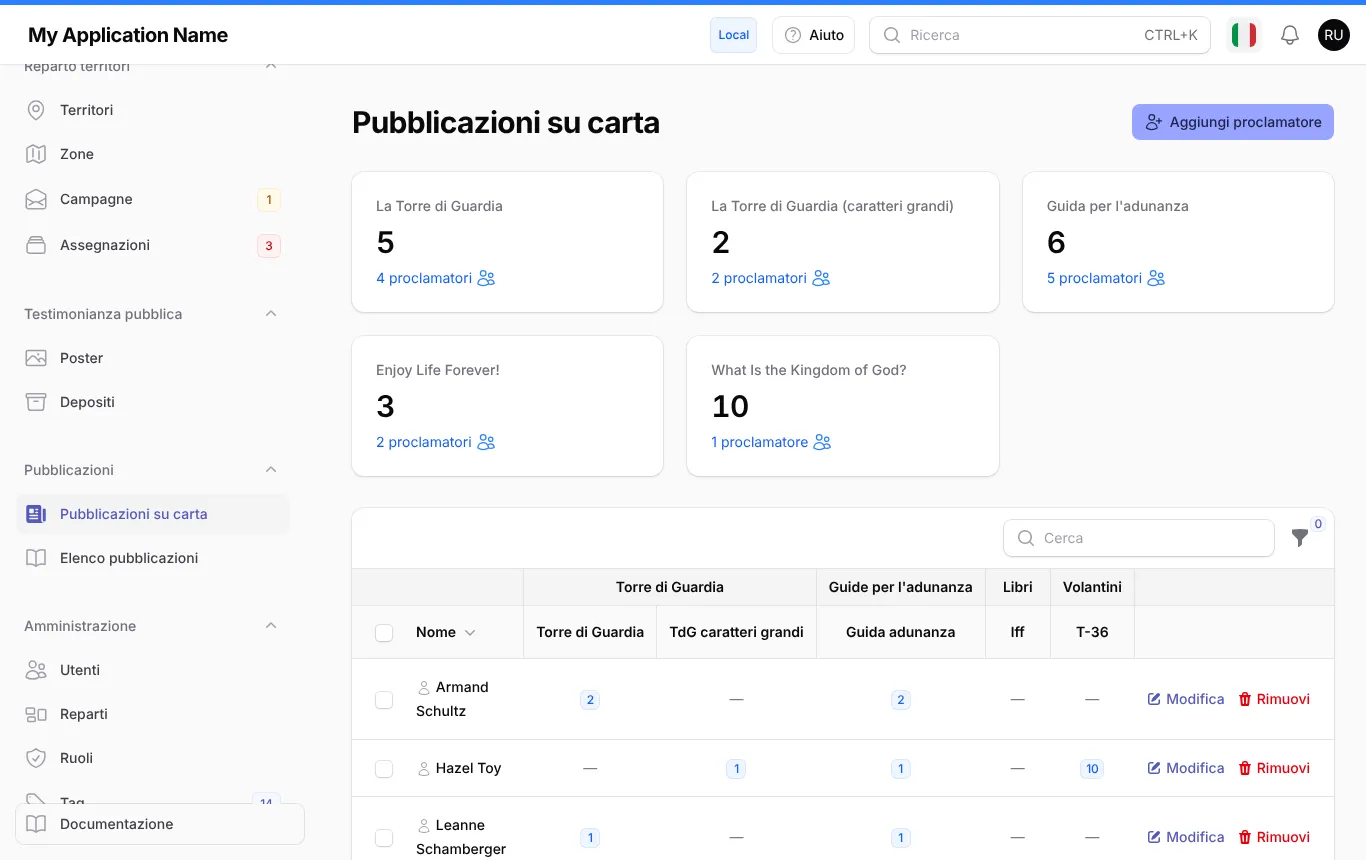 My Application Name
Local
Aiuto
Ricerca
CTRL+K
RU
Reparto territori
Territori
Zone
Campagne
1
Assegnazioni
3
Testimonianza pubblica
Poster
Depositi
Pubblicazioni
Pubblicazioni su carta
Elenco pubblicazioni
Amministrazione
Utenti
Reparti
Ruoli
Tag
14
Documentazione
Pubblicazioni su carta
Aggiungi proclamatore
La Torre di Guardia
5
4 proclamatori
La Torre di Guardia (caratteri grandi)
2
2 proclamatori
Guida per l'adunanza
6
5 proclamatori
Enjoy Life Forever!
3
2 proclamatori
What Is the Kingdom of God?
10
1 proclamatore
Cerca
0
Torre di Guardia
Guide per l'adunanza
Libri
Volantini
Nome
Torre di Guardia
TdG caratteri grandi
Guida adunanza
lff
T-36
Armand
Schultz
2
—
2
—
—
Modifica
Rimuovi
Hazel Toy
—
1
1
—
10
Modifica
Rimuovi
Leanne
Schamberger
1
—
1
—
—
Modifica
Rimuovi